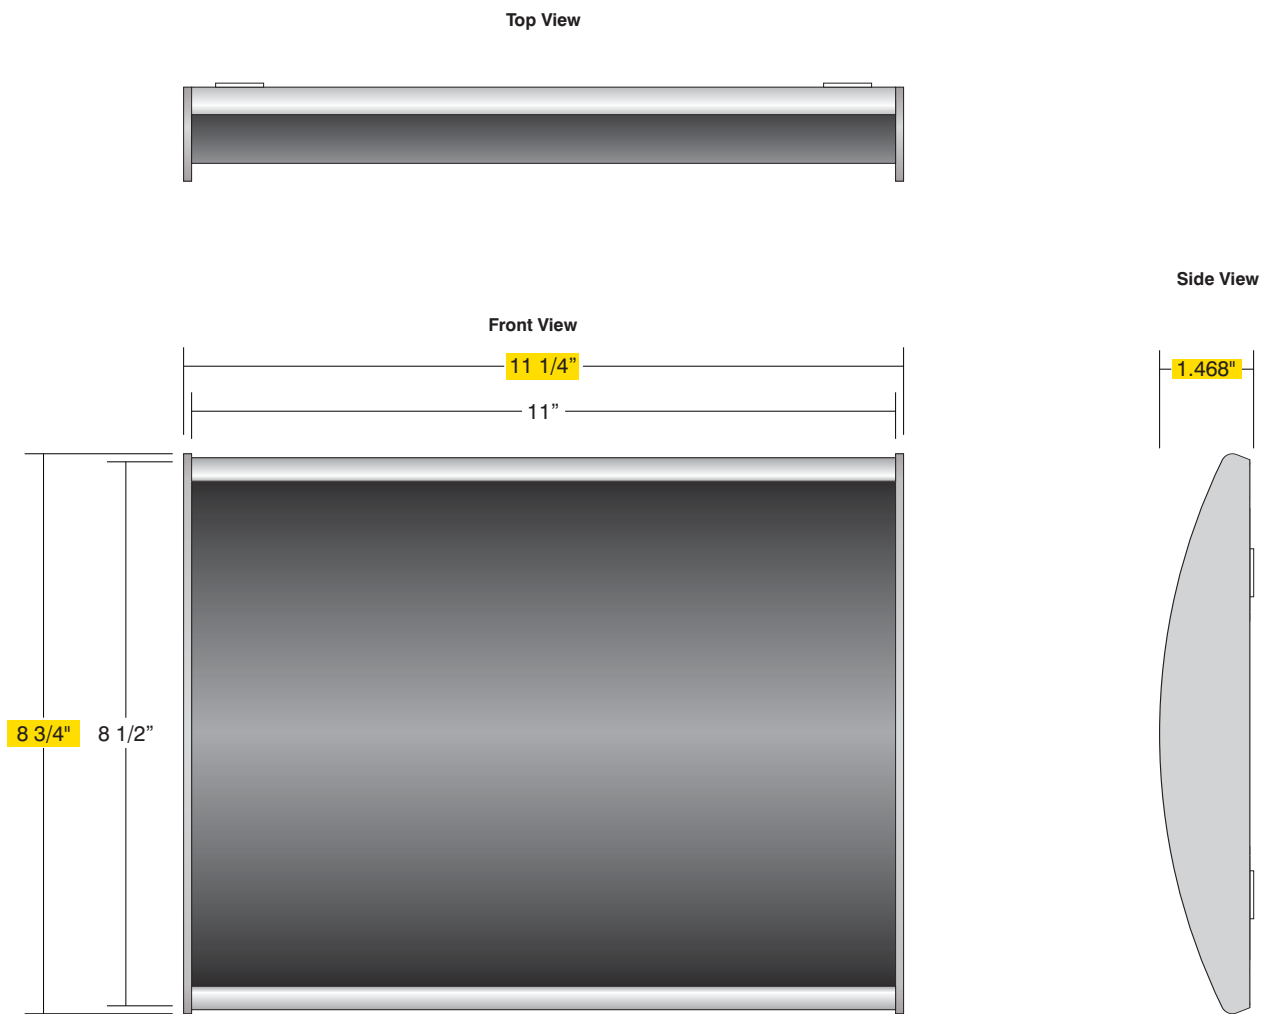 Top View
Side View
Front View
11 1/4”
1.468"
11”
8 3/4"
8 1/2”